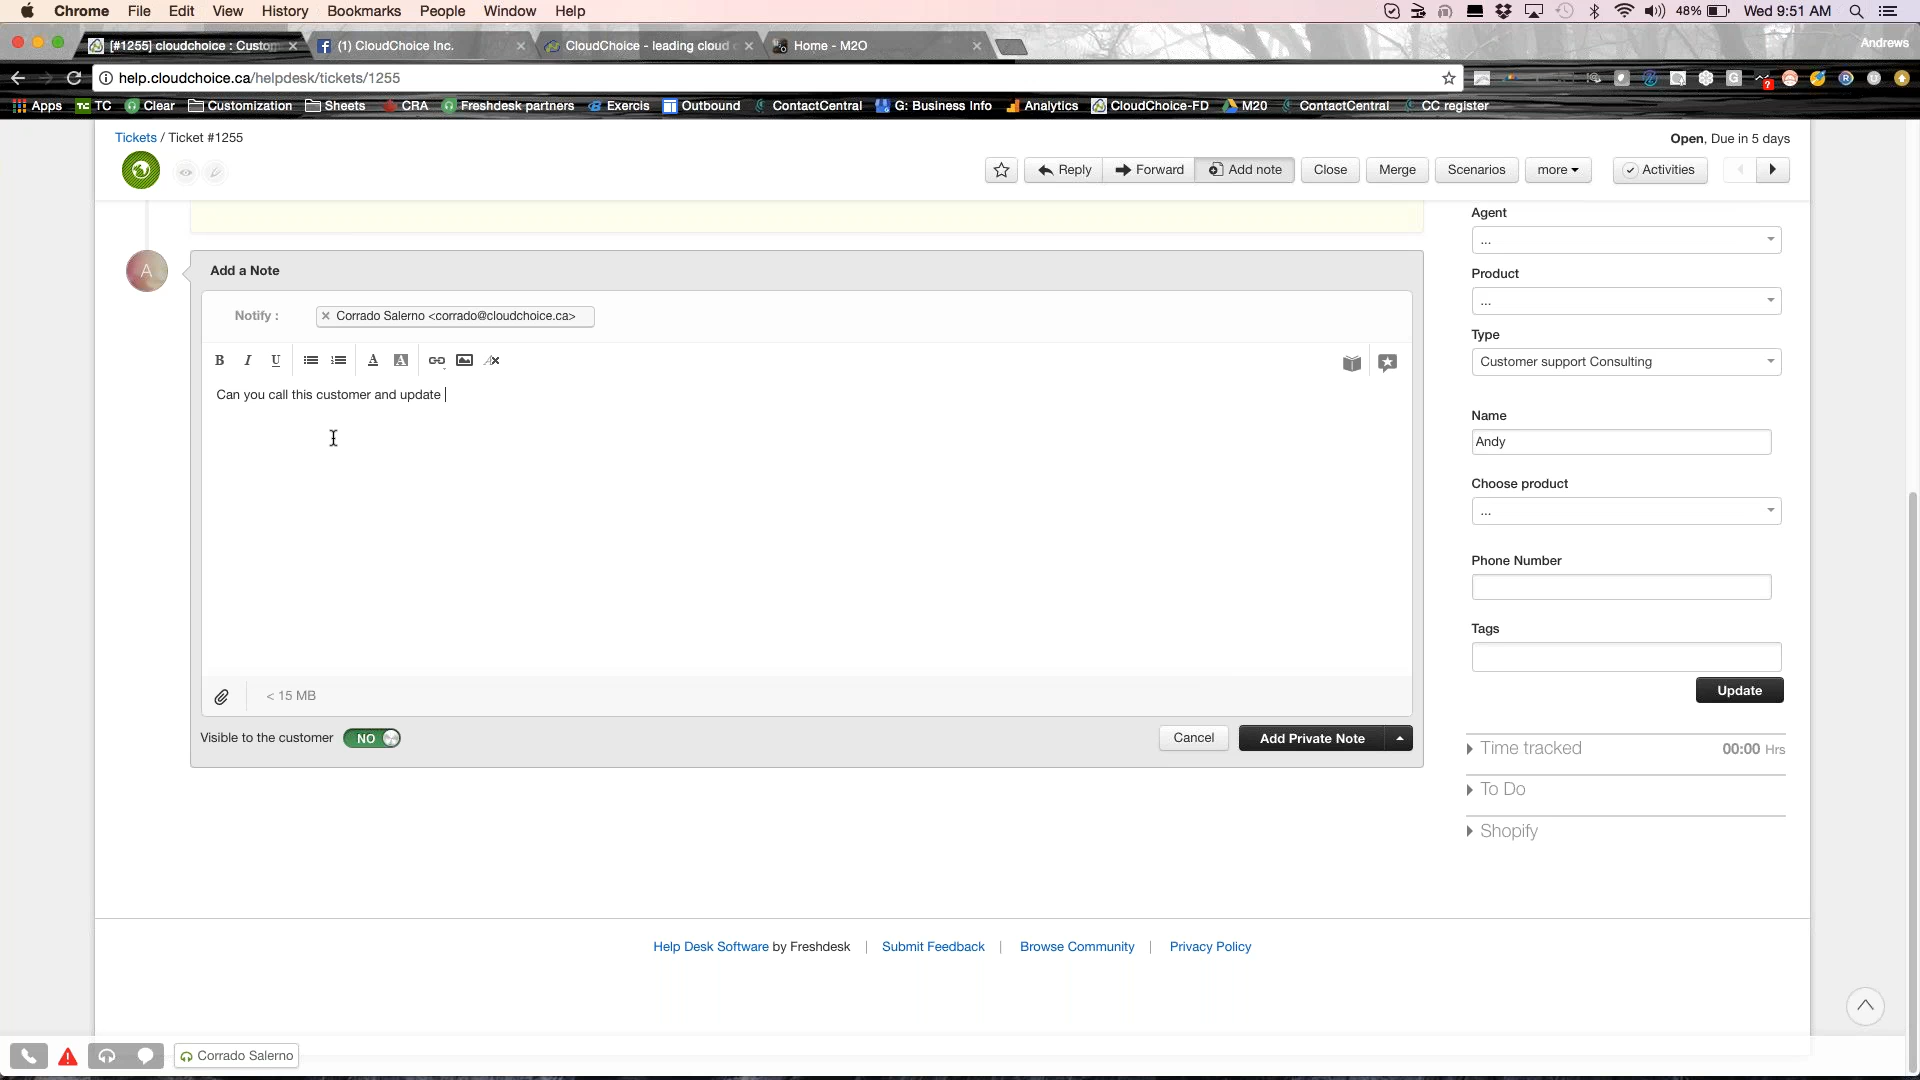 Chrome File Edit View History Bookmarks People Window Help 48% Wed 9:51 AM
[#1255] cloudchoice : Custom (1) CloudChoice Inc. CloudChoice - leading cloud c Home - M2O Andrews
help.cloudchoice.ca/helpdesk/tickets/1255
Apps TC Clear Customization Sheets CRA Freshdesk partners Exercis Outbound ContactCentral G: Business Info Analytics CloudChoice-FD M20 ContactCentral CC register
Tickets / Ticket #1255 Open, Due in 5 days
Reply Forward Add note Close Merge Scenarios more Activities
Agent
...
Product
...
Type
Customer support Consulting
Name
Andy
Choose product
...
Phone Number
Tags
Update
Time tracked 00:00 Hrs
To Do
Shopify
A
Add a Note
Notify : Corrado Salerno <corrado@cloudchoice.ca>
B I U A A
Can you call this customer and update
< 15 MB
Visible to the customer NO Cancel Add Private Note
Help Desk Software by Freshdesk | Submit Feedback | Browse Community | Privacy Policy
Corrado Salerno